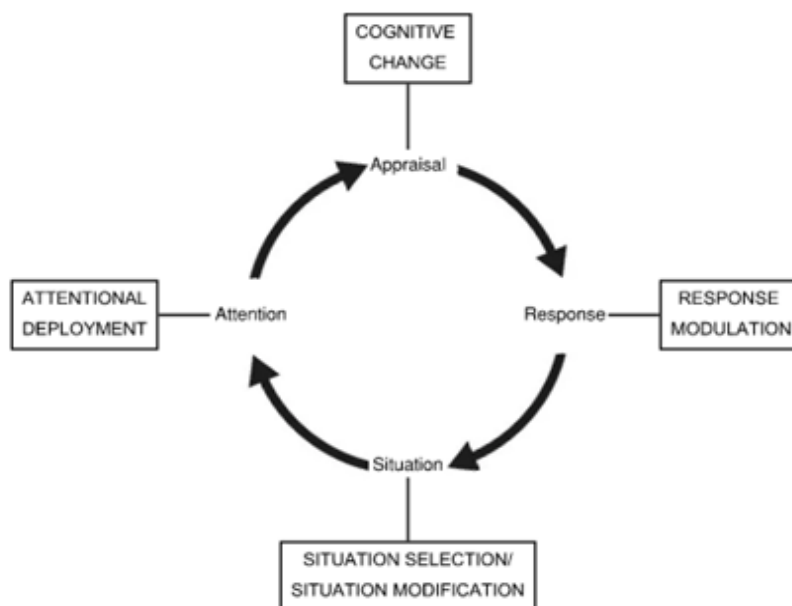 COGNITIVE
CHANGE
Appraisal
ATTENTIONAL
DEPLOYMENT
Attention
Response
RESPONSE
MODULATION
Situation
SITUATION SELECTION/
SITUATION MODIFICATION